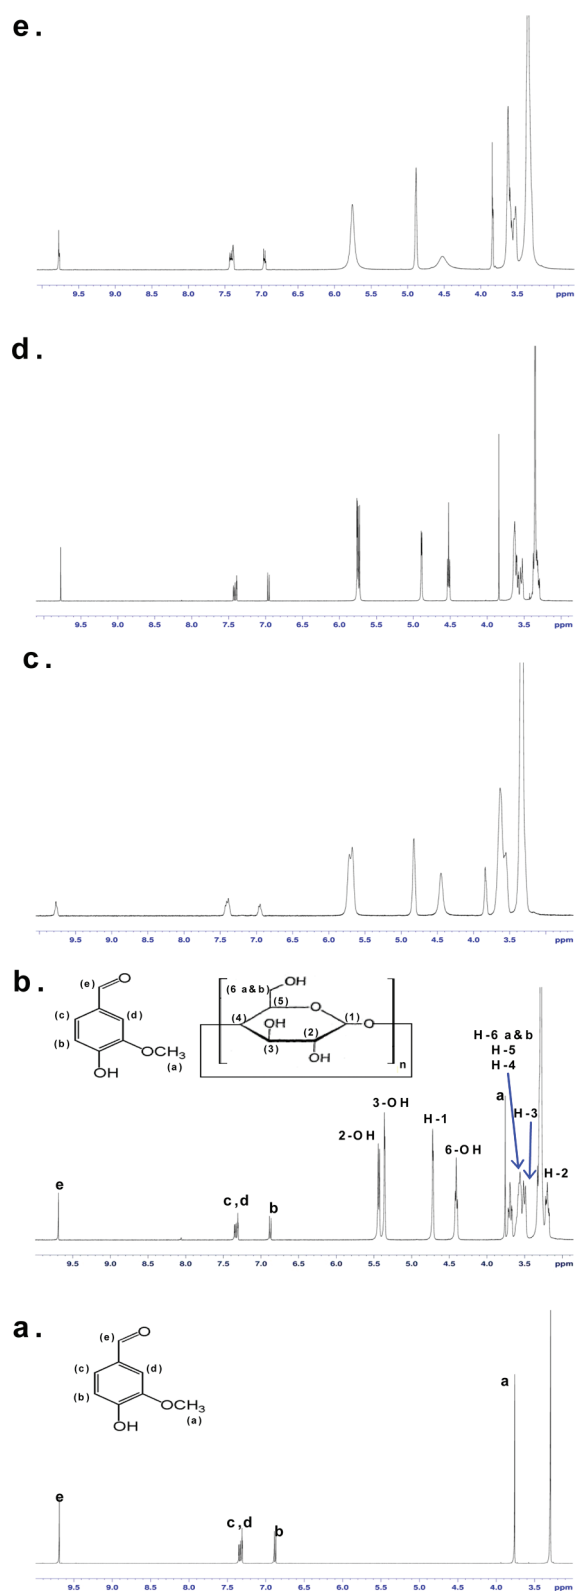 e.
9.5 9.0 8.5 8.0 7.5 7.0 6.5 6.0 5.5 5.0 4.5 4.0 3.5 ppm
d.
9.5 9.0 8.5 8.0 7.5 7.0 6.5 6.0 5.5 5.0 4.5 4.0 3.5 ppm
c.
9.5 9.0 8.5 8.0 7.5 7.0 6.5 6.0 5.5 5.0 4.5 4.0 3.5 ppm
b.
(e) O
(c) (d)
(b) OCH3
OH (a)
(6 a&b) OH
(5) O
(4) OH (1) O
(2)
(3) OH
n
H-6 a&b
H-5
H-4
a
H-3
3-OH
H-1
2-OH
6-OH
H-2
e
c,d
b
9.5 9.0 8.5 8.0 7.5 7.0 6.5 6.0 5.5 5.0 4.5 4.0 3.5 ppm
a.
(e) O
(c) (d)
(b) OCH3
OH (a)
a
e
c,d
b
9.5 9.0 8.5 8.0 7.5 7.0 6.5 6.0 5.5 5.0 4.5 4.0 3.5 ppm